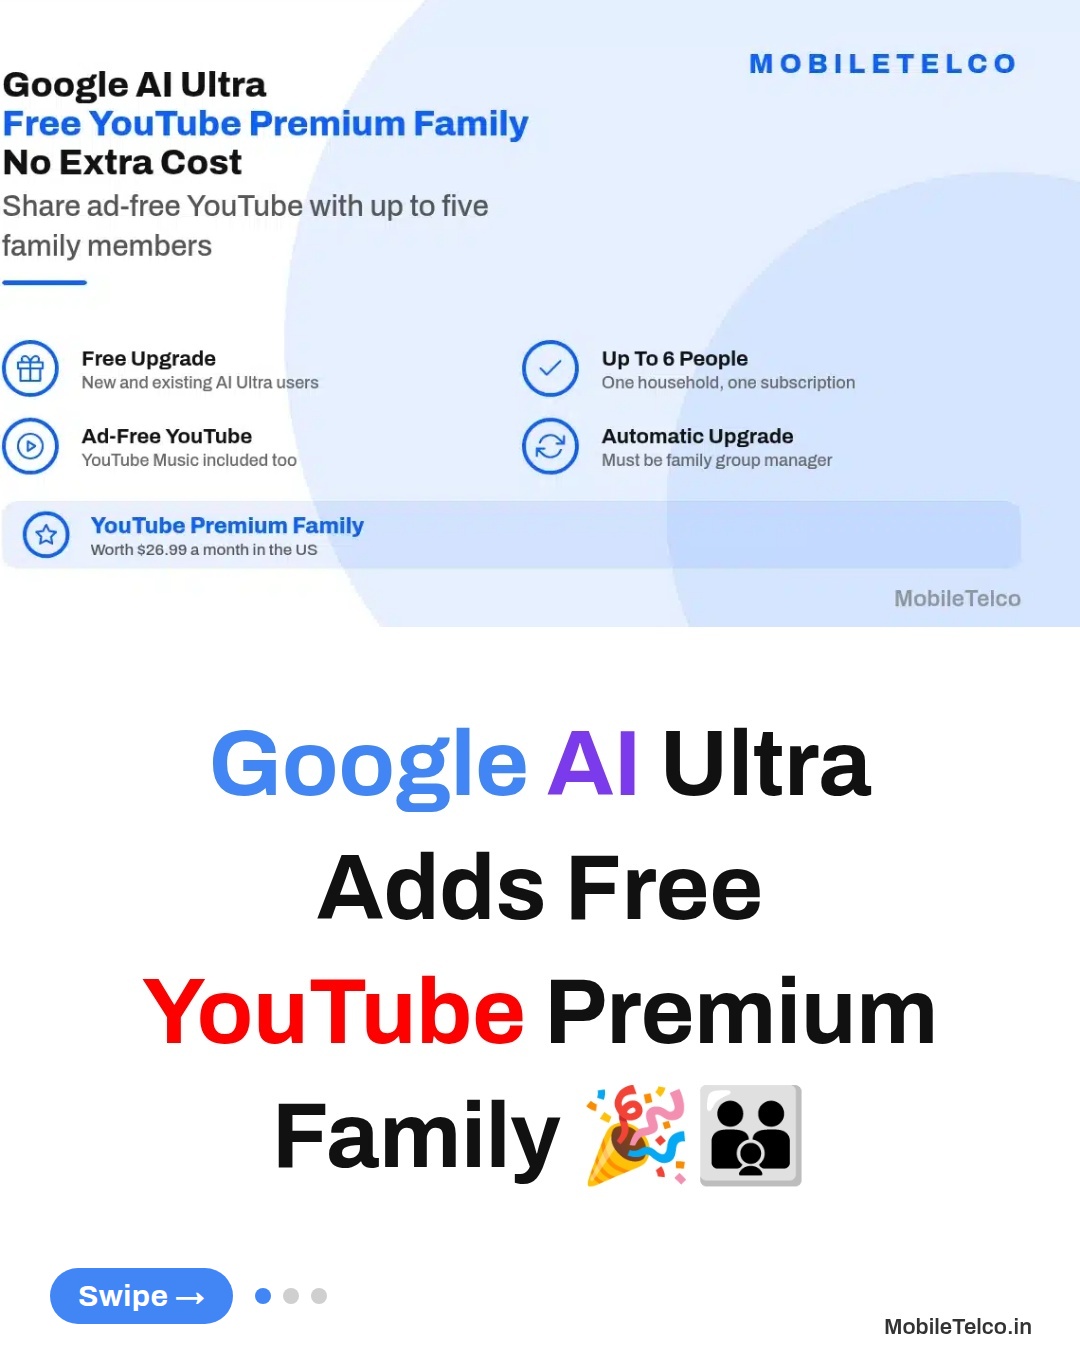 MOBILETELCO
Google AI Ultra
Free YouTube Premium Family
No Extra Cost
Share ad-free YouTube with up to five
family members
Free Upgrade
New and existing AI Ultra users
Up To 6 People
One household, one subscription
Ad-Free YouTube
YouTube Music included too
Automatic Upgrade
Must be family group manager
YouTube Premium Family
Worth $26.99 a month in the US
MobileTelco
Google AI Ultra
Adds Free
YouTube Premium
Family 🎉👪
Swipe →
MobileTelco.in